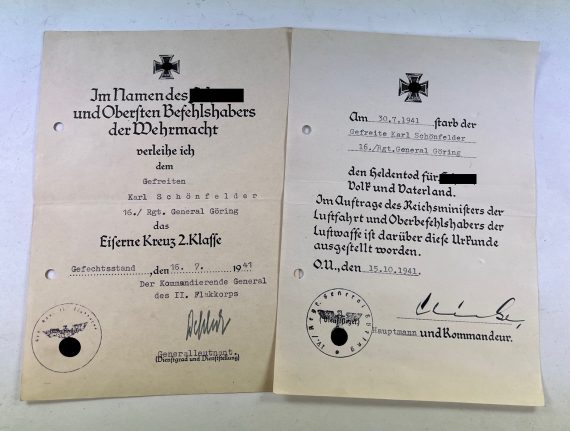 Im Namen des
und Obersten Befehlshabers
der Wehrmacht
verleihe ich
dem
Gefreiten
Karl Schönfelder
16./ Rgt. General Göring
das
Eiserne Kreuz 2. Klasse
Gefechtsstand, den 16. 7. 1941
Der Kommandierende General
des II. Flakkorps
Generalleutnant.
(Dienstgrad und Dienststellung)
Am 30.7.1941 starb der
Gefreite Karl Schönfelder
16./Rgt.General Göring
den Heldentod für
Volk und Vaterland.
Im Auftrage des Reichsministers der
Luftfahrt und Oberbefehlshabers der
Luftwaffe ist darüber diese Urkunde
ausgestellt worden.
O.U., den 15.10.1941.
(Dienstsiegel)
Hauptmann und Kommandeur.